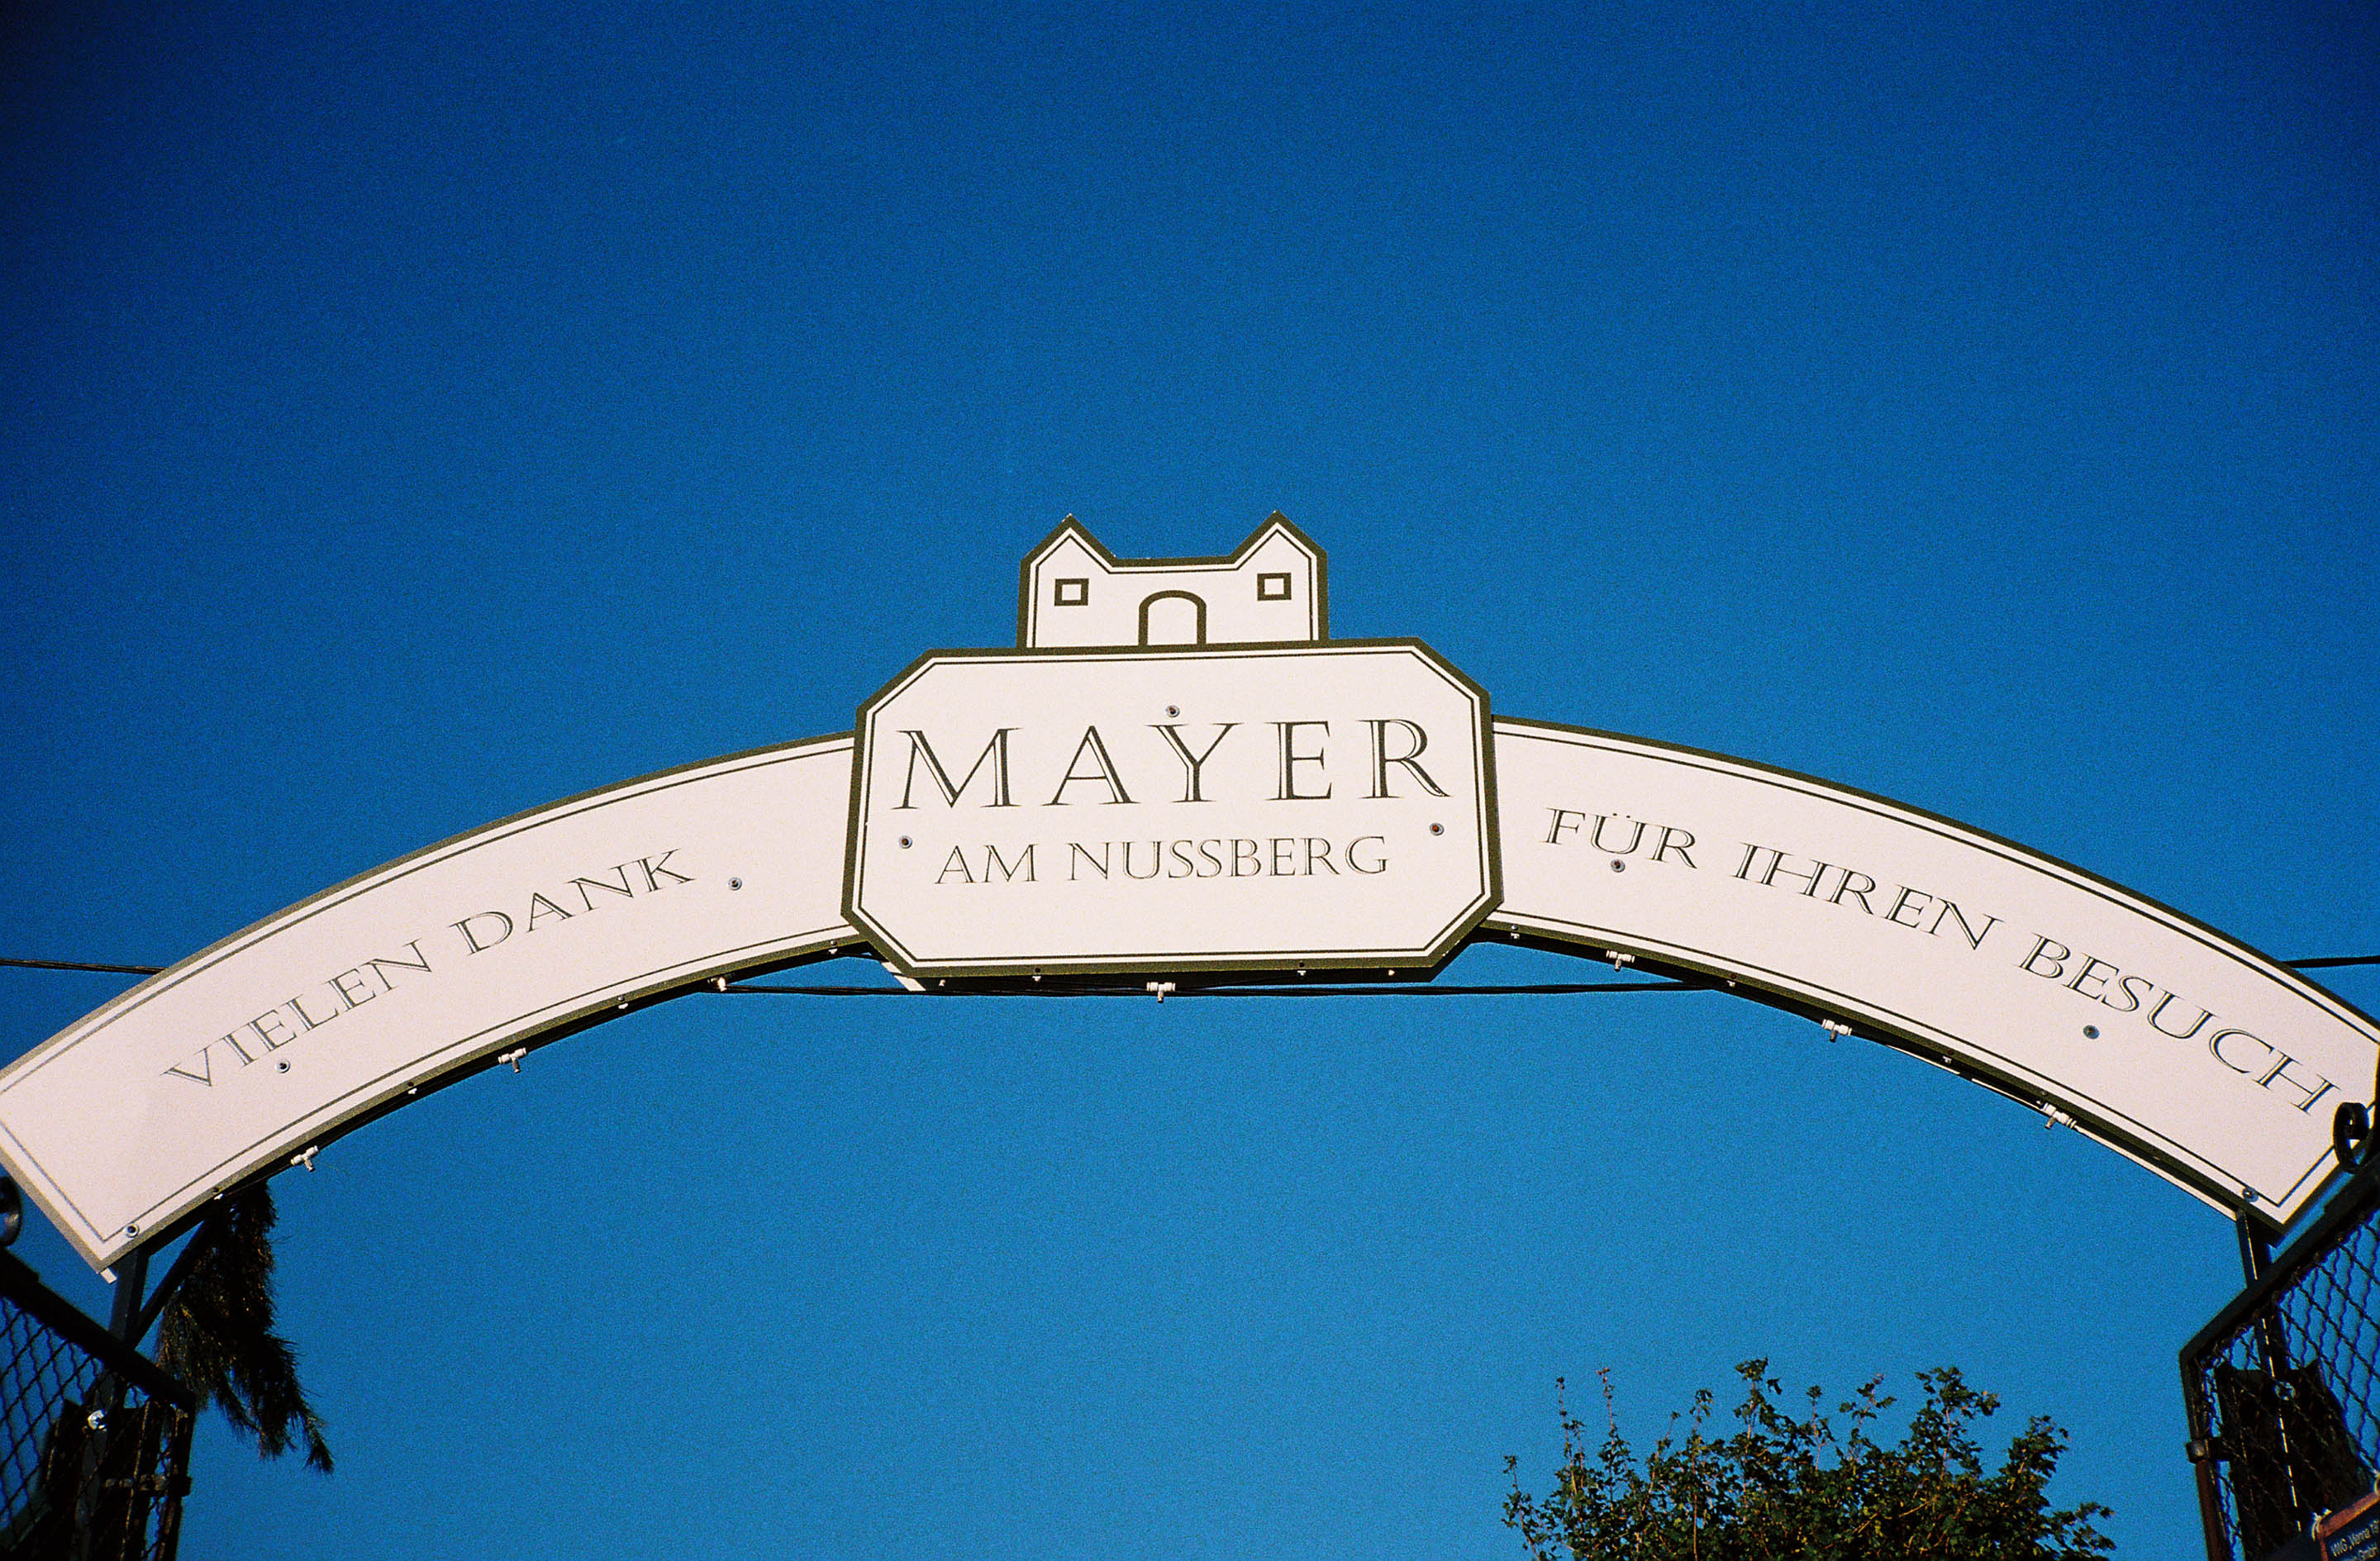 MAYER
AM NUSSBERG
VIELEN DANK
FÜR IHREN BESUCH